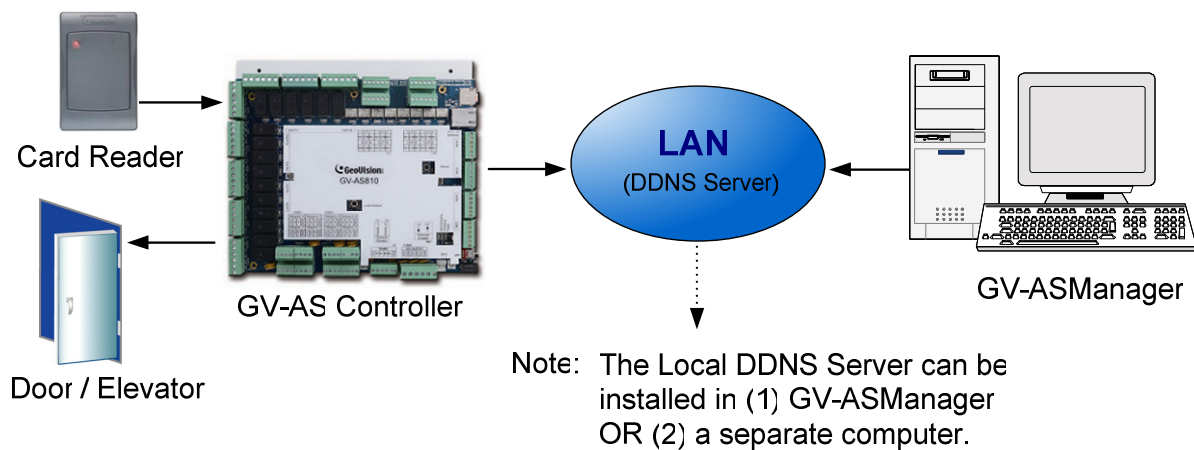 Card Reader
Door / Elevator
GeoVision
GV-AS810
GV-AS Controller
LAN
(DDNS Server)
GV-ASManager
Note: The Local DDNS Server can be
installed in (1) GV-ASManager
OR (2) a separate computer.